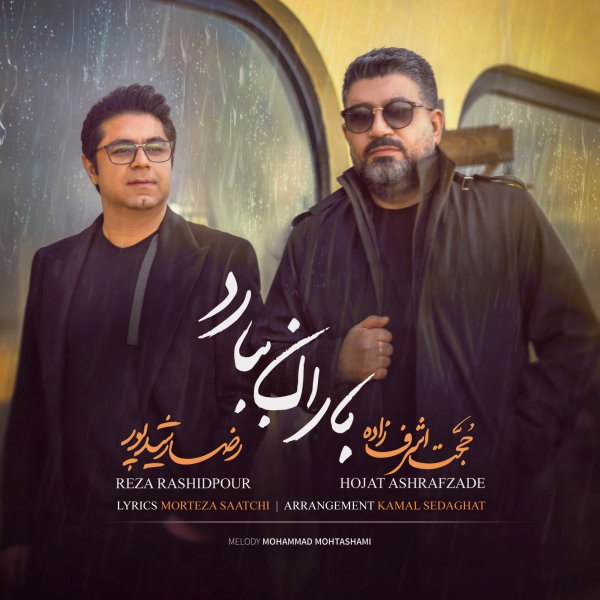 باران ببارد
حجت اشرف زاده
رضا رشیدپور
REZA RASHIDPOUR
HOJAT ASHRAFZADE
LYRICS MORTEZA SAATCHI | ARRANGEMENT KAMAL SEDAGHAT
MELODY MOHAMMAD MOHTASHAMI